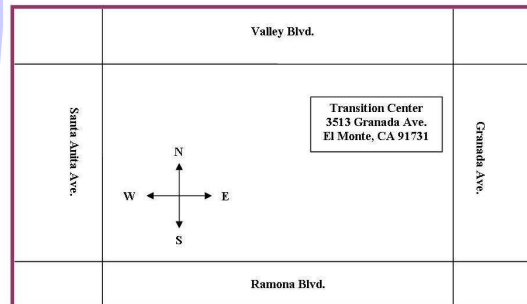 Valley Blvd.
Transition Center
3513 Granada Ave.
El Monte, CA 91731
Santa Anita Ave.
Granada Ave.
N
W
E
S
Ramona Blvd.